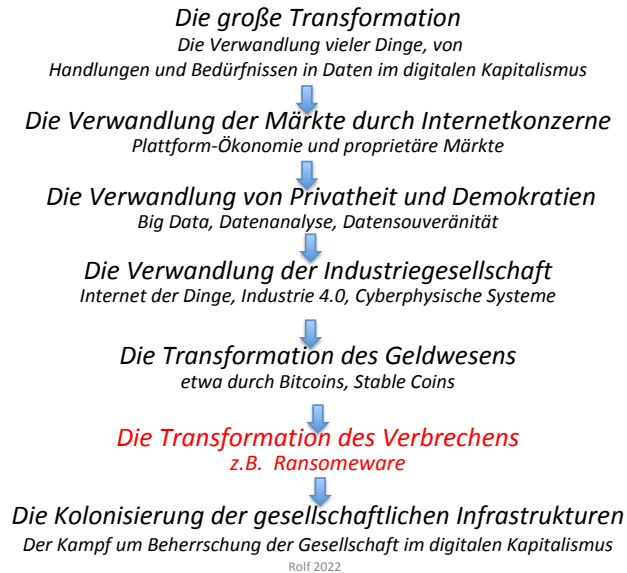 Die große Transformation
Die Verwandlung vieler Dinge, von
Handlungen und Bedürfnissen in Daten im digitalen Kapitalismus
Die Verwandlung der Märkte durch Internetkonzerne
Plattform-Ökonomie und proprietäre Märkte
Die Verwandlung von Privatheit und Demokratien
Big Data, Datenanalyse, Datensouveränität
Die Verwandlung der Industriegesellschaft
Internet der Dinge, Industrie 4.0, Cyberphysische Systeme
Die Transformation des Geldwesens
etwa durch Bitcoins, Stable Coins
Die Transformation des Verbrechens
z.B. Ransomeware
Die Kolonisierung der gesellschaftlichen Infrastrukturen
Der Kampf um Beherrschung der Gesellschaft im digitalen Kapitalismus
Rolf 2022